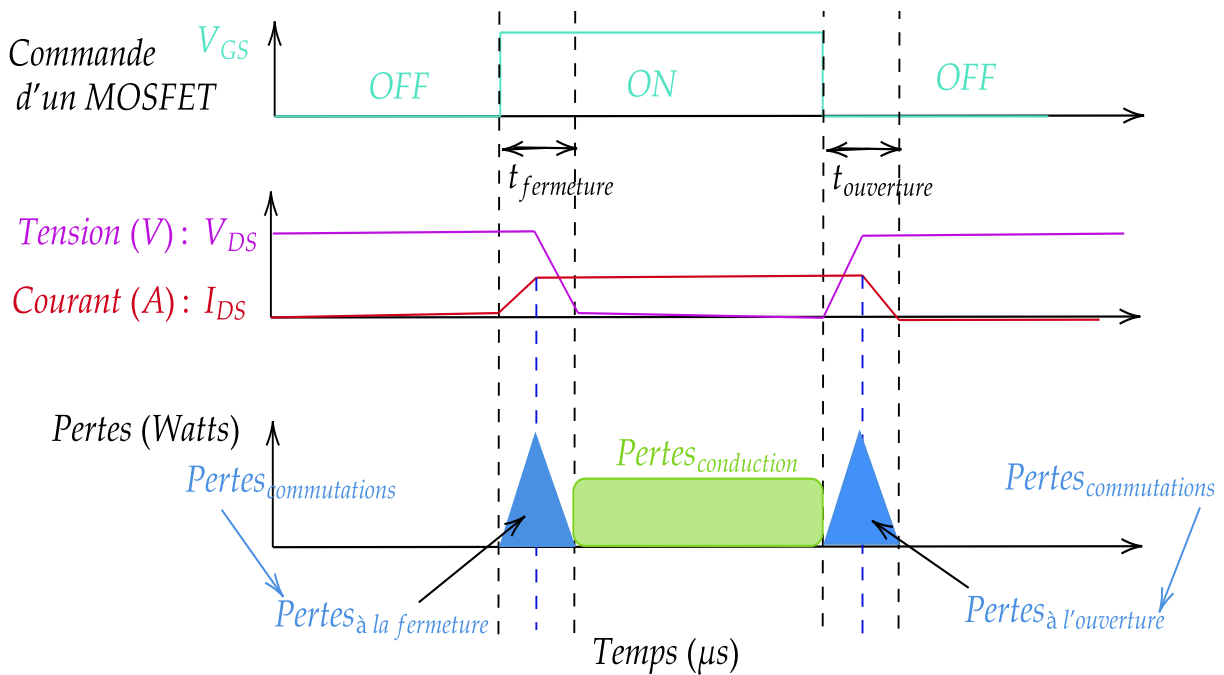 Commande
d'un MOSFET
V_GS
OFF
ON
OFF
t_fermeture
t_ouverture
Tension (V) : V_DS
Courant (A) : I_DS
Pertes (Watts)
Pertes_commutations
Pertes_conduction
Pertes_commutations
Pertes_à la fermeture
Pertes_à l'ouverture
Temps (μs)